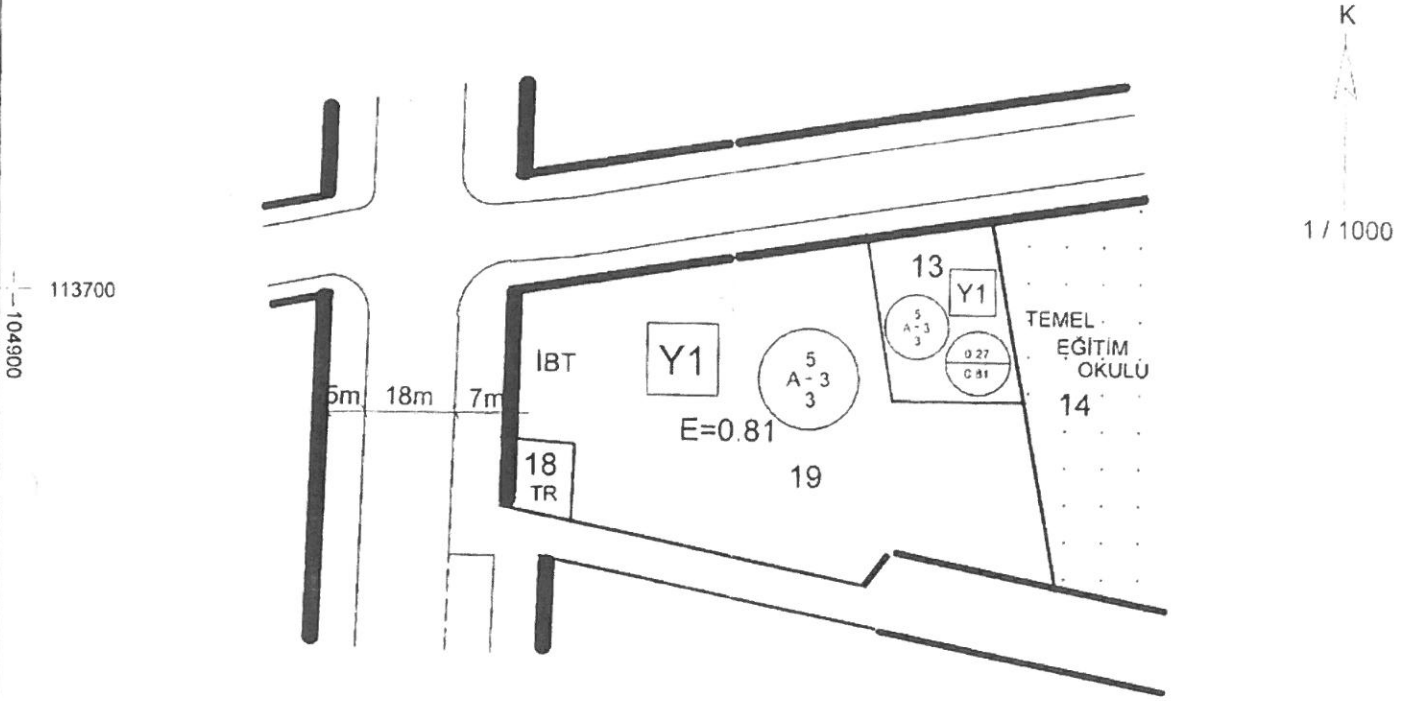 K
1 / 1000
113700
104900
13
Y1
5
A - 3
3
0.27
0.81
TEMEL
EĞİTİM
OKULU
14
İBT
Y1
5
A - 3
3
E=0.81
19
5m 18m 7m
18
TR